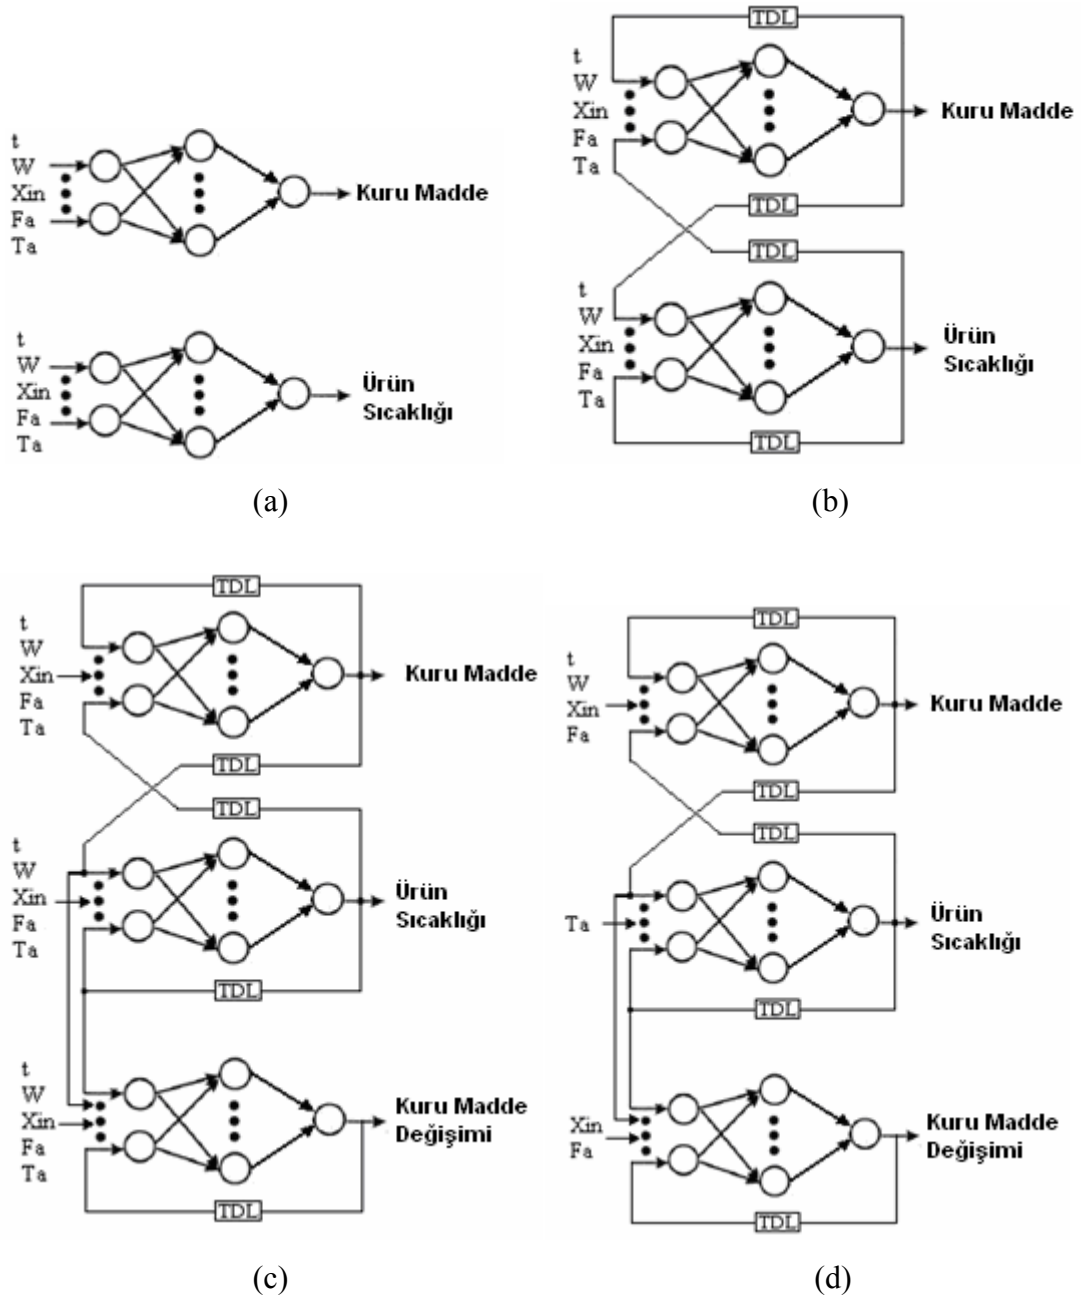 t
W
Xin
Fa
Ta
Kuru Madde
t
W
Xin
Fa
Ta
Ürün
Sıcaklığı
(a)
TDL
t
W
Xin
Fa
Ta
Kuru Madde
TDL
TDL
t
W
Xin
Fa
Ta
Ürün
Sıcaklığı
TDL
(b)
TDL
t
W
Xin
Fa
Ta
Kuru Madde
TDL
TDL
t
W
Xin
Fa
Ta
Ürün
Sıcaklığı
TDL
t
W
Xin
Fa
Ta
Kuru Madde
Değişimi
TDL
(c)
TDL
t
W
Xin
Fa
Kuru Madde
TDL
TDL
Ta
Ürün
Sıcaklığı
TDL
Xin
Fa
Kuru Madde
Değişimi
TDL
(d)